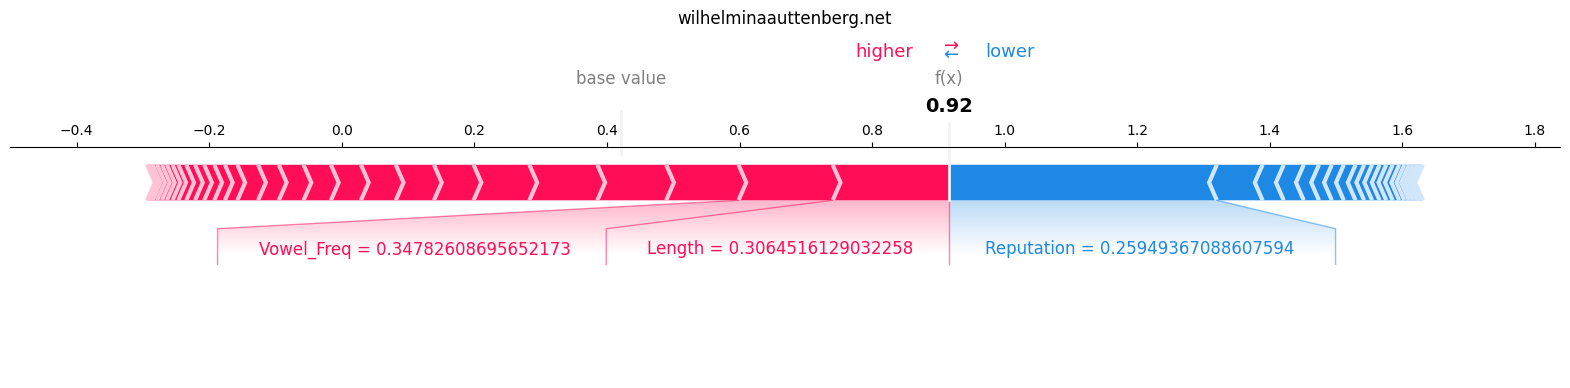 wilhelminaauttenberg.net
higher ⇄ lower
base value f(x)
0.92
−0.4 −0.2 0.0 0.2 0.4 0.6 0.8 1.0 1.2 1.4 1.6 1.8
Vowel_Freq = 0.34782608695652173 Length = 0.3064516129032258 Reputation = 0.25949367088607594